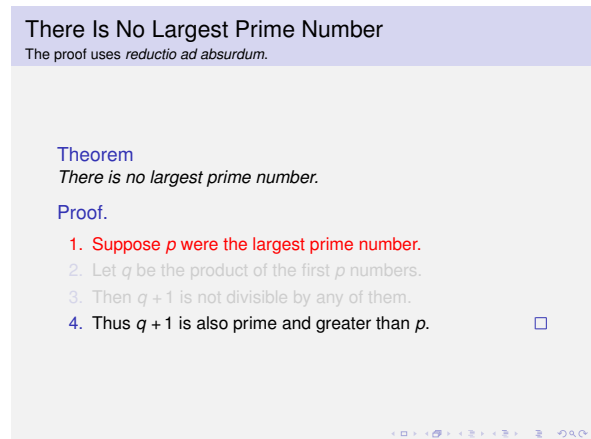 There Is No Largest Prime Number
The proof uses reductio ad absurdum.
Theorem
There is no largest prime number.
Proof.
1. Suppose p were the largest prime number.
2. Let q be the product of the first p numbers.
3. Then q + 1 is not divisible by any of them.
4. Thus q + 1 is also prime and greater than p. □